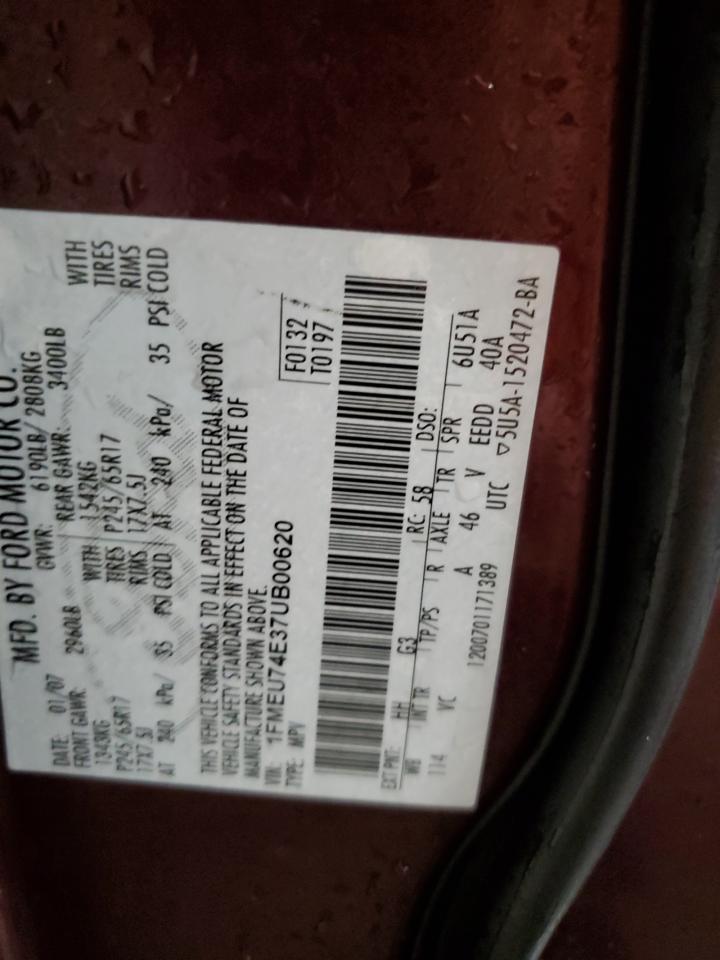 MFD. BY FORD MOTOR CO.
DATE: 01/07 GVWR: 6190LB/ 2808KG
FRONT GAWR: 2960LB REAR GAWR: 3400LB
1343KG WITH 1542KG WITH
P245/65R17 TIRES P245/65R17 TIRES
17X7.5J RIMS 17X7.5J RIMS
AT 240 kPa/ 35 PSI COLD AT 240 kPa/ 35 PSI COLD
THIS VEHICLE CONFORMS TO ALL APPLICABLE FEDERAL MOTOR
VEHICLE SAFETY STANDARDS IN EFFECT ON THE DATE OF
MANUFACTURE SHOWN ABOVE.
VIN: 1FMEU74E37UB00620 F0132
TYPE: MPV T0197
EXT PNT: HH G3 RC: 58 DSO:
WB INT TR TP/PS R AXLE TR SPR 6U51A
114 VC A 46 V EEDD 40A
1200701171389 UTC ▽5U5A-1520472-BA